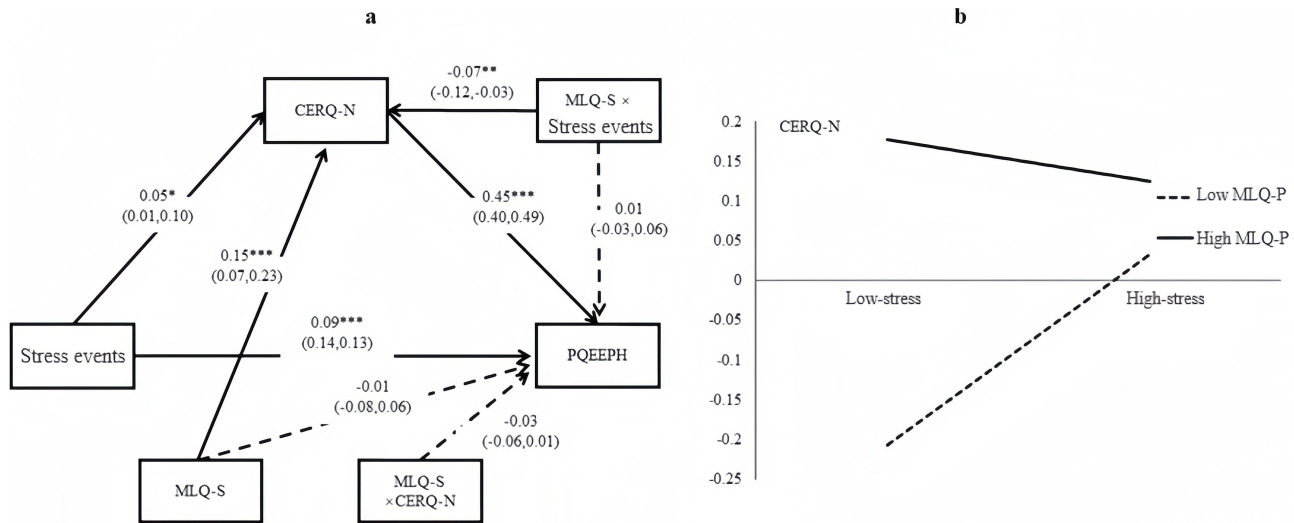 a
-0.07**
(-0.12,-0.03)
CERQ-N
MLQ-S ×
Stress events
0.05*
(0.01,0.10)
0.45***
(0.40,0.49)
0.01
(-0.03,0.06)
0.15***
(0.07,0.23)
Stress events
0.09***
(0.14,0.13)
PQEEPH
-0.01
(-0.08,0.06)
-0.03
(-0.06,0.01)
MLQ-S
MLQ-S
×CERQ-N
b
CERQ-N
0.2
0.15
0.1
0.05
0
-0.05
-0.1
-0.15
-0.2
-0.25
Low-stress
High-stress
Low MLQ-P
High MLQ-P